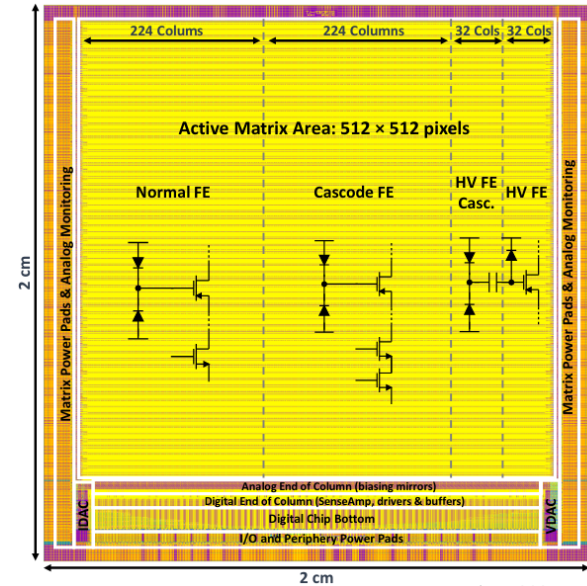 224 Colums
224 Columns
32 Cols
32 Cols
Active Matrix Area: 512 × 512 pixels
Normal FE
Cascode FE
HV FE
Casc.
HV FE
Matrix Power Pads & Analog Monitoring
Matrix Power Pads & Analog Monitoring
2 cm
Analog End of Column (biasing mirrors)
Digital End of Column (SenseAmp, drivers & buffers)
Digital Chip Bottom
I/O and Periphery Power Pads
IDAC
VDAC
2 cm